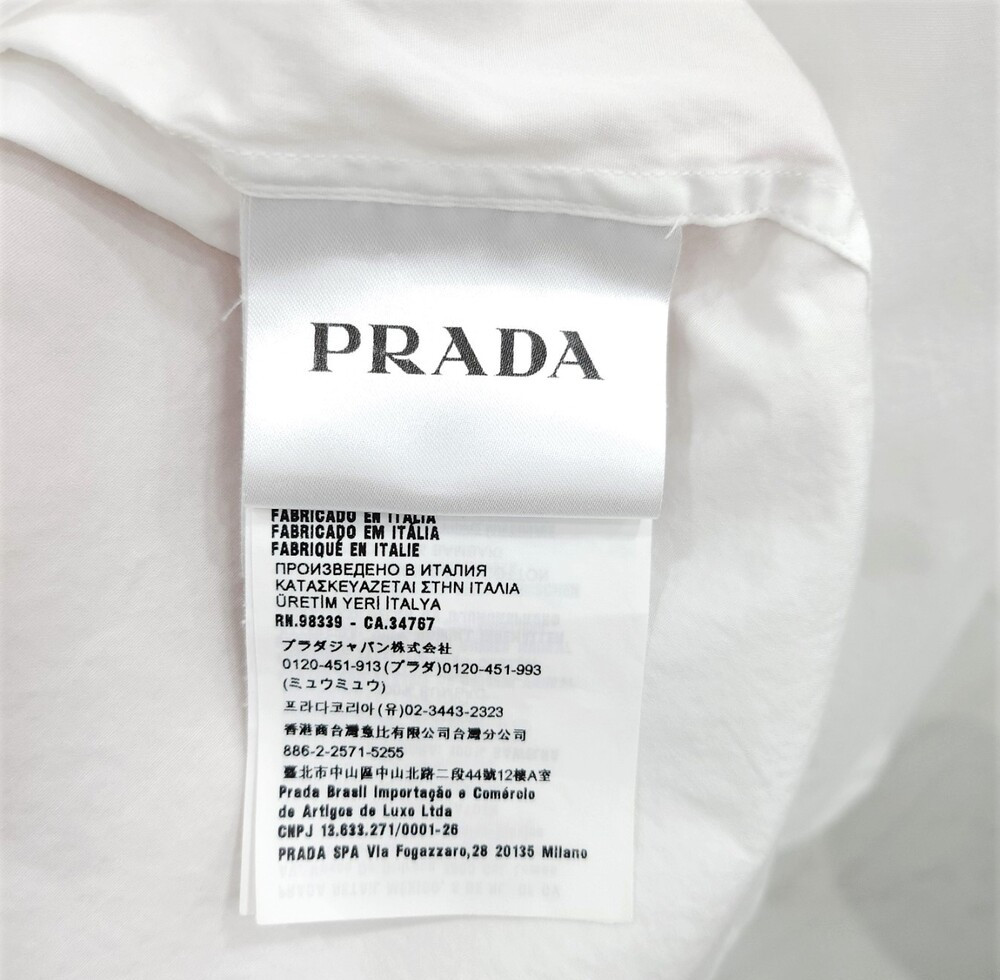 PRADA
FABRICADO EN ITALIA
FABRICADO EM ITÁLIA
FABRIQUÉ EN ITALIE
ПРОИЗВЕДЕНО В ИТАЛИЯ
ΚΑΤΑΣΚΕΥΑΖΕΤΑΙ ΣΤΗΝ ΙΤΑΛΙΑ
ÜRETİM YERİ İTALYA
RN.98339 - CA.34767
プラダジャパン株式会社
0120-451-913(プラダ)0120-451-993
(ミュウミュウ)
프라다코리아(유)02-3443-2323
香港商台灣意比有限公司台灣分公司
886-2-2571-5255
臺北市中山區中山北路二段44號12樓A室
Prada Brasil Importação e Comércio
de Artigos de Luxo Ltda
CNPJ 13.633.271/0001-26
PRADA SPA Via Fogazzaro,28 20135 Milano